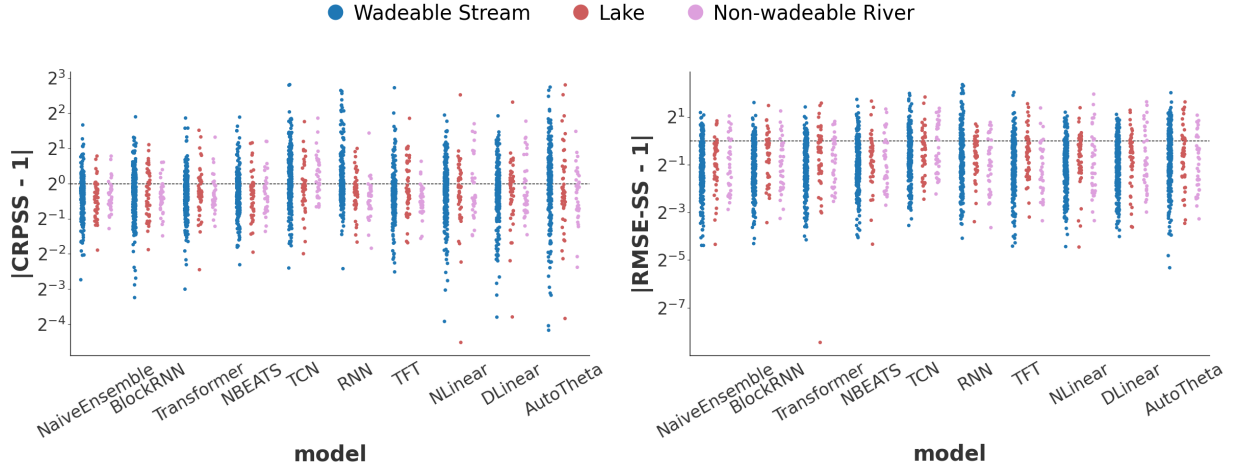 Wadeable Stream Lake Non-wadeable River
|CRPSS - 1|
2^3
2^2
2^1
2^0
2^−1
2^−2
2^−3
2^−4
NaiveEnsemble
BlockRNN
Transformer
NBEATS
TCN
RNN
TFT
NLinear
DLinear
AutoTheta
model
|RMSE-SS - 1|
2^1
2^−1
2^−3
2^−5
2^−7
NaiveEnsemble
BlockRNN
Transformer
NBEATS
TCN
RNN
TFT
NLinear
DLinear
AutoTheta
model